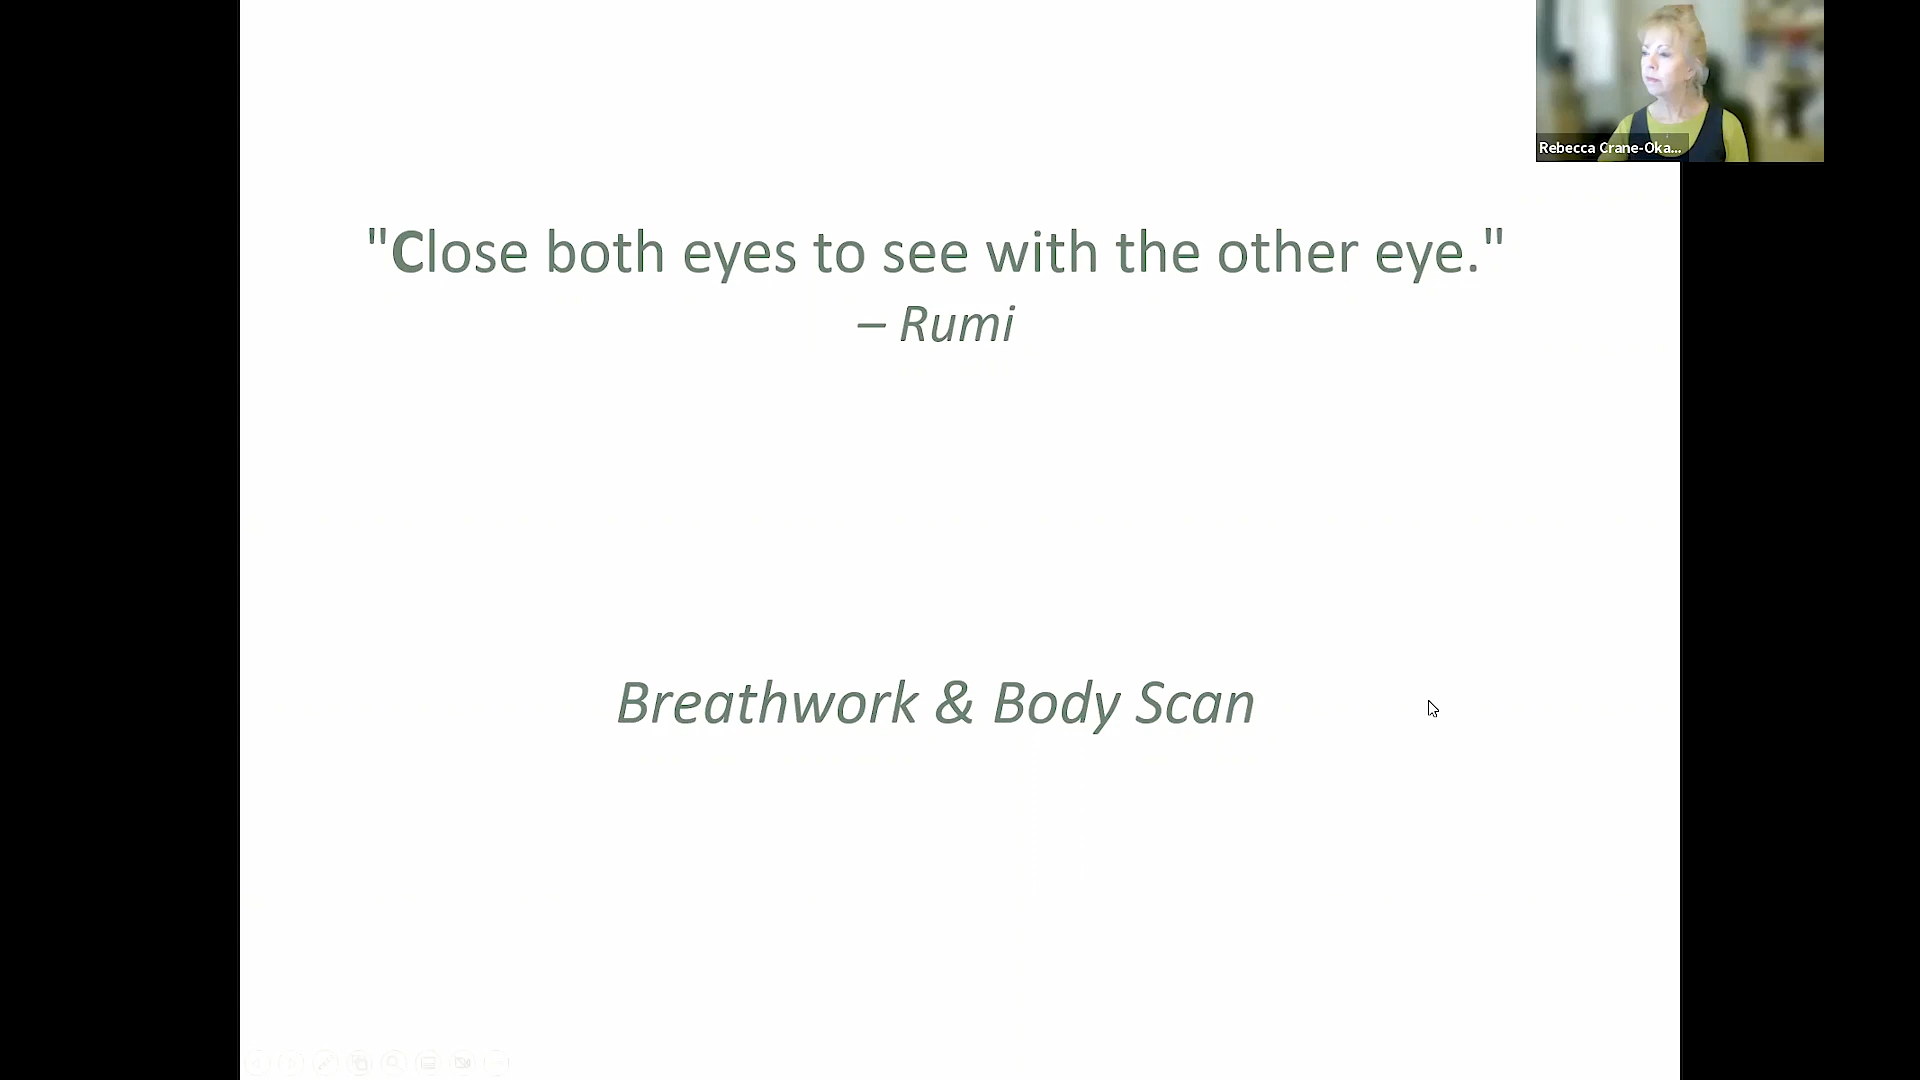 Rebecca Crane-Oka...
"Close both eyes to see with the other eye."
– Rumi
Breathwork & Body Scan